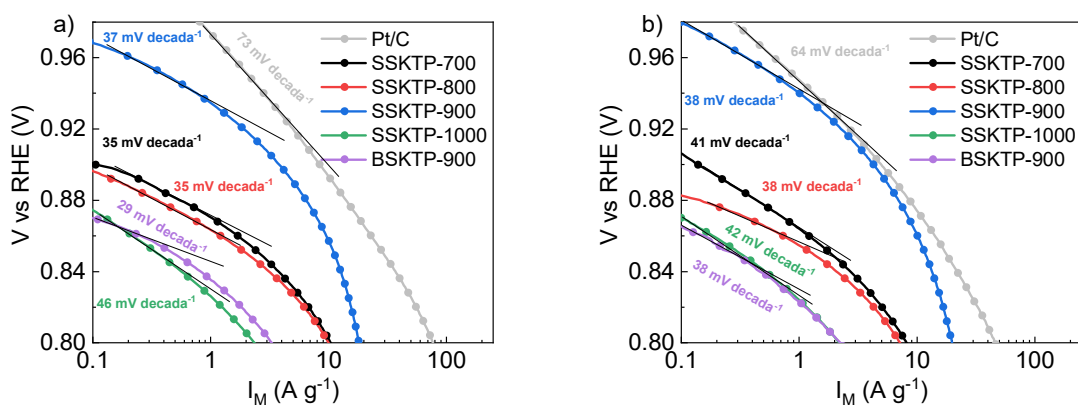 a)
37 mV decada⁻¹
73 mV decada⁻¹
35 mV decada⁻¹
35 mV decada⁻¹
29 mV decada⁻¹
46 mV decada⁻¹
Pt/C
SSKTP-700
SSKTP-800
SSKTP-900
SSKTP-1000
BSKTP-900
0.96
0.92
0.88
0.84
0.80
V vs RHE (V)
0.1
1
10
100
I_M (A g⁻¹)
b)
64 mV decada⁻¹
38 mV decada⁻¹
41 mV decada⁻¹
38 mV decada⁻¹
42 mV decada⁻¹
38 mV decada⁻¹
Pt/C
SSKTP-700
SSKTP-800
SSKTP-900
SSKTP-1000
BSKTP-900
0.96
0.92
0.88
0.84
0.80
V vs RHE (V)
0.1
1
10
100
I_M (A g⁻¹)